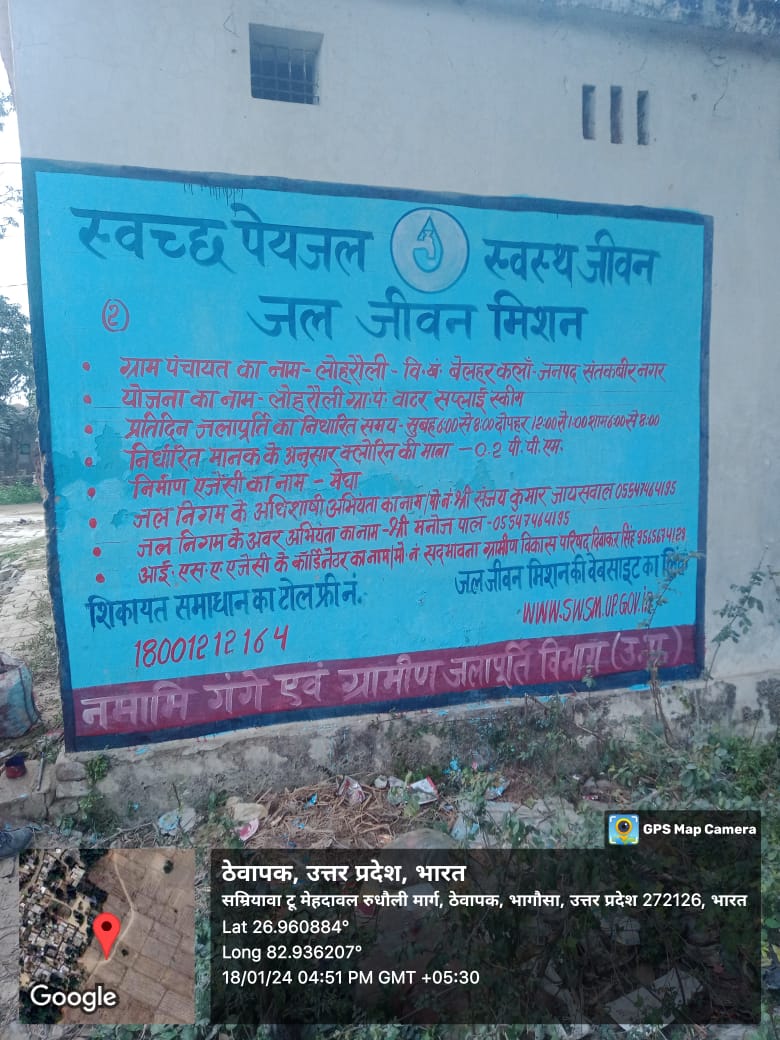 स्वच्छ पेयजल स्वस्थ जीवन
जल जीवन मिशन
(२)
• ग्राम पंचायत का नाम- लोहरौली - वि.खं. बेलहर कलाँ- जनपद संतकबीर नगर
• योजना का नाम- लोहरौली ग्रा.पं. वाटर सप्लाई स्कीम
• प्रतिदिन जलापूर्ति का निर्धारित समय- सुबह 6:00 से 8:00 दोपहर 12:00 से 1:00 शाम 6:00 से 8:00
• निर्धारित मानक के अनुसार क्लोरिन की मात्रा -0.2 पी.पी.एम.
• निर्माण एजेंसी का नाम - मेघा
• जल निगम के अधिशाषी अभियंता का नाम/मो.नं. श्री संजय कुमार जायसवाल 05547464195
• जल निगम के अवर अभियंता का नाम -श्री मनोज पाल -05547464195
• आई.एस.ए. एजेंसी के कॉर्डिनेटर का नाम/मो.नं. सदभावना ग्रामीण विकास परिषद दिवाकर सिंह 9565674129
शिकायत समाधान का टोल फ्री नं.
18001212164
जल जीवन मिशन की वेबसाइट का लिंक
WWW.SWSM.UP.GOV.in
नमामि गंगे एवं ग्रामीण जलापूर्ति विभाग (उ.प्र.)
GPS Map Camera
ठेवापक, उत्तर प्रदेश, भारत
सम्रियावा टू मेहदावल रुधौली मार्ग, ठेवापक, भागौसा, उत्तर प्रदेश 272126, भारत
Lat 26.960884°
Long 82.936207°
18/01/24 04:51 PM GMT +05:30
Google